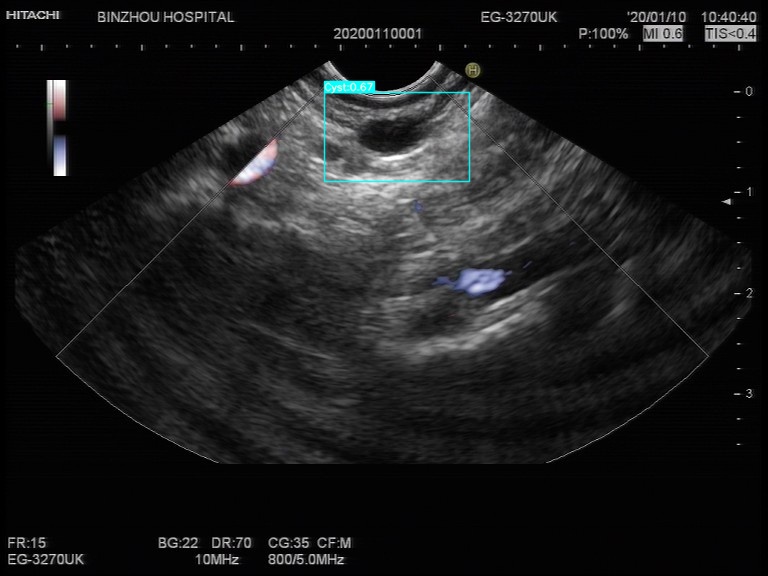 HITACHI BINZHOU HOSPITAL EG-3270UK '20/01/10 10:40:40
20200110001 P:100% MI 0.6 TIS<0.4
Cyst:0.67
H
0
1
2
3
FR:15 BG:22 DR:70 CG:35 CF:M
EG-3270UK 10MHz 800/5.0MHz